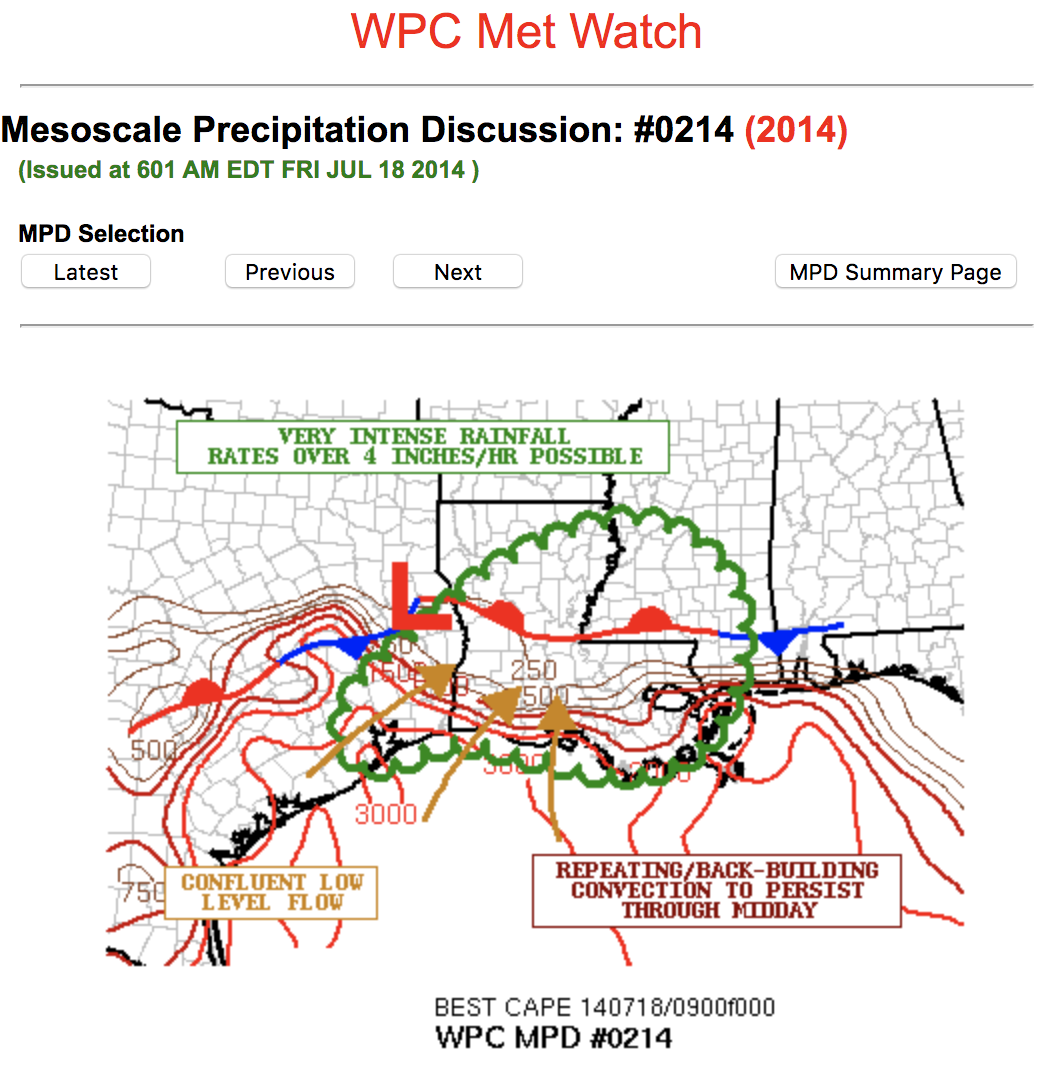 WPC Met Watch
Mesoscale Precipitation Discussion: #0214 (2014)
(Issued at 601 AM EDT FRI JUL 18 2014 )
MPD Selection
Latest
Previous
Next
MPD Summary Page
VERY INTENSE RAINFALL
RATES OVER 4 INCHES/HR POSSIBLE
L
250
500
500
3000
750
CONFLUENT LOW
LEVEL FLOW
REPEATING/BACK-BUILDING
CONVECTION TO PERSIST
THROUGH MIDDAY
BEST CAPE 140718/0900f000
WPC MPD #0214